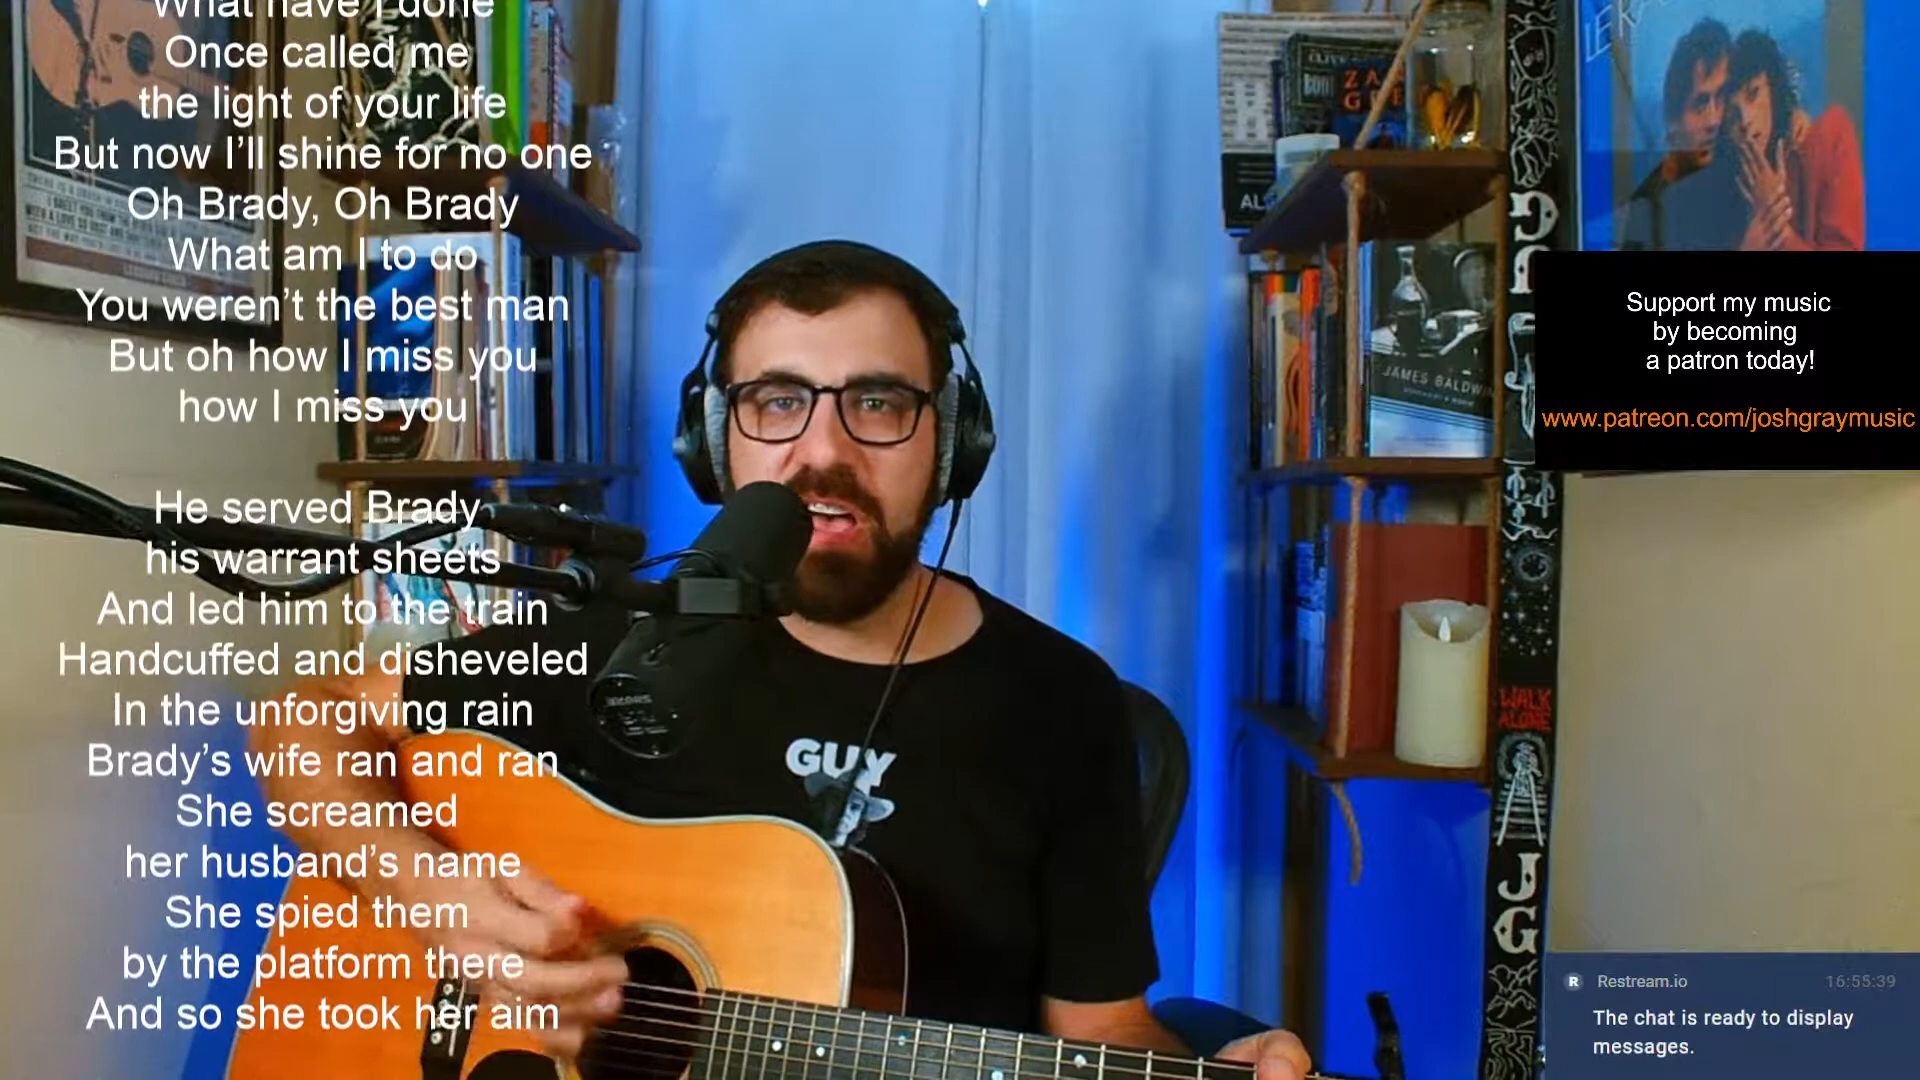 What have I done
Once called me
the light of your life
But now I’ll shine for no one
Oh Brady, Oh Brady
What am I to do
You weren’t the best man
But oh how I miss you
how I miss you
He served Brady
his warrant sheets
And led him to the train
Handcuffed and disheveled
In the unforgiving rain
Brady’s wife ran and ran
She screamed
her husband’s name
She spied them
by the platform there
And so she took her aim
GUY
JAMES BALDWIN
WALK
ALONE
J
G
Support my music
by becoming
a patron today!
www.patreon.com/joshgraymusic
R Restream.io 16:55:39
The chat is ready to display
messages.